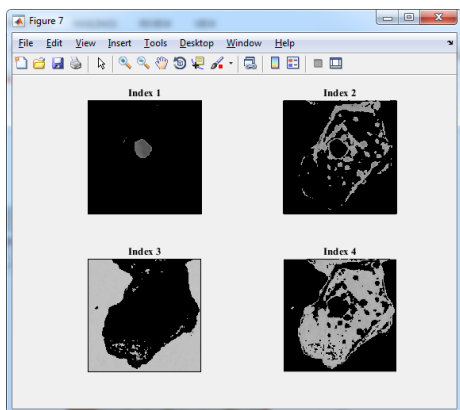 Figure 7
File Edit View Insert Tools Desktop Window Help
Index 1
Index 2
Index 3
Index 4